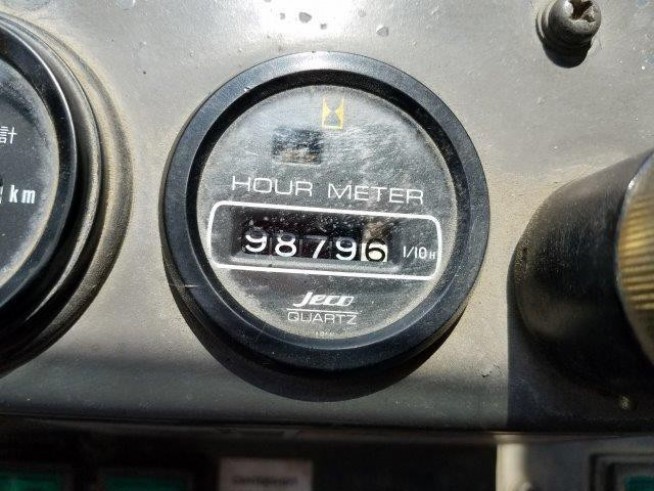 計
km
HOUR METER
98796 1/10H
Jeco
QUARTZ